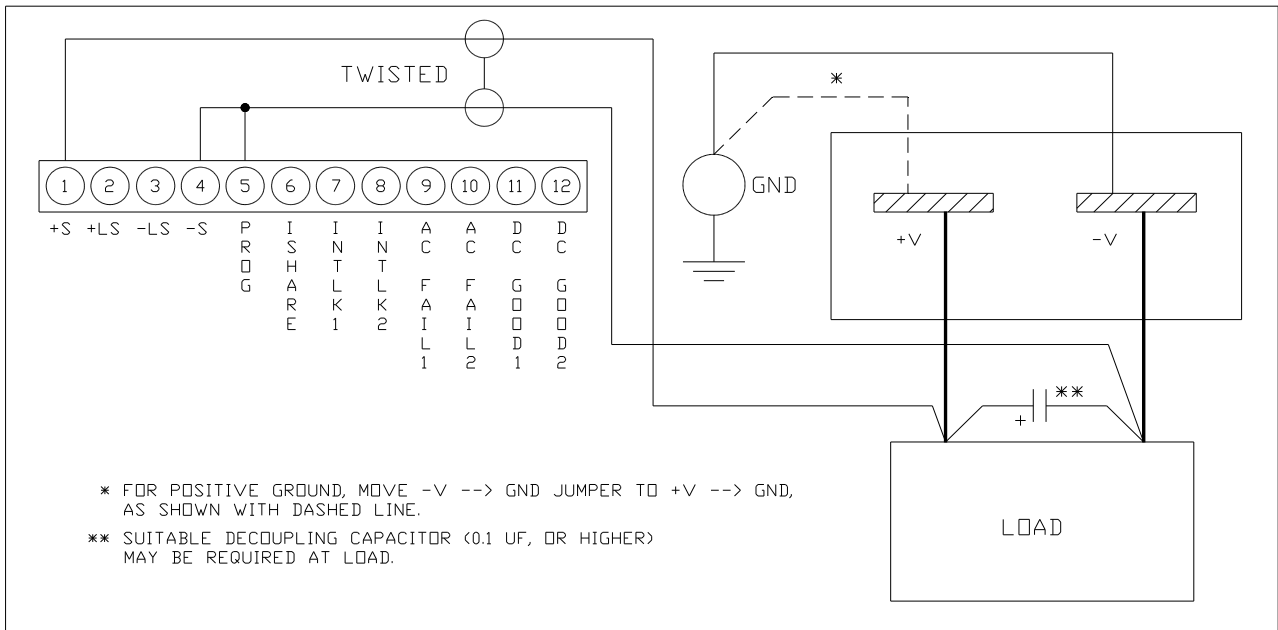 TWISTED
*
GND
1 2 3 4 5 6 7 8 9 10 11 12
+S +LS -LS -S PROG ISHARE INTLK1 INTLK2 AC FAIL1 AC FAIL2 DC GOOD1 DC GOOD2
+V
-V
+
**
LOAD
* FOR POSITIVE GROUND, MOVE -V --> GND JUMPER TO +V --> GND,
AS SHOWN WITH DASHED LINE.
** SUITABLE DECOUPLING CAPACITOR (0.1 UF, OR HIGHER)
MAY BE REQUIRED AT LOAD.